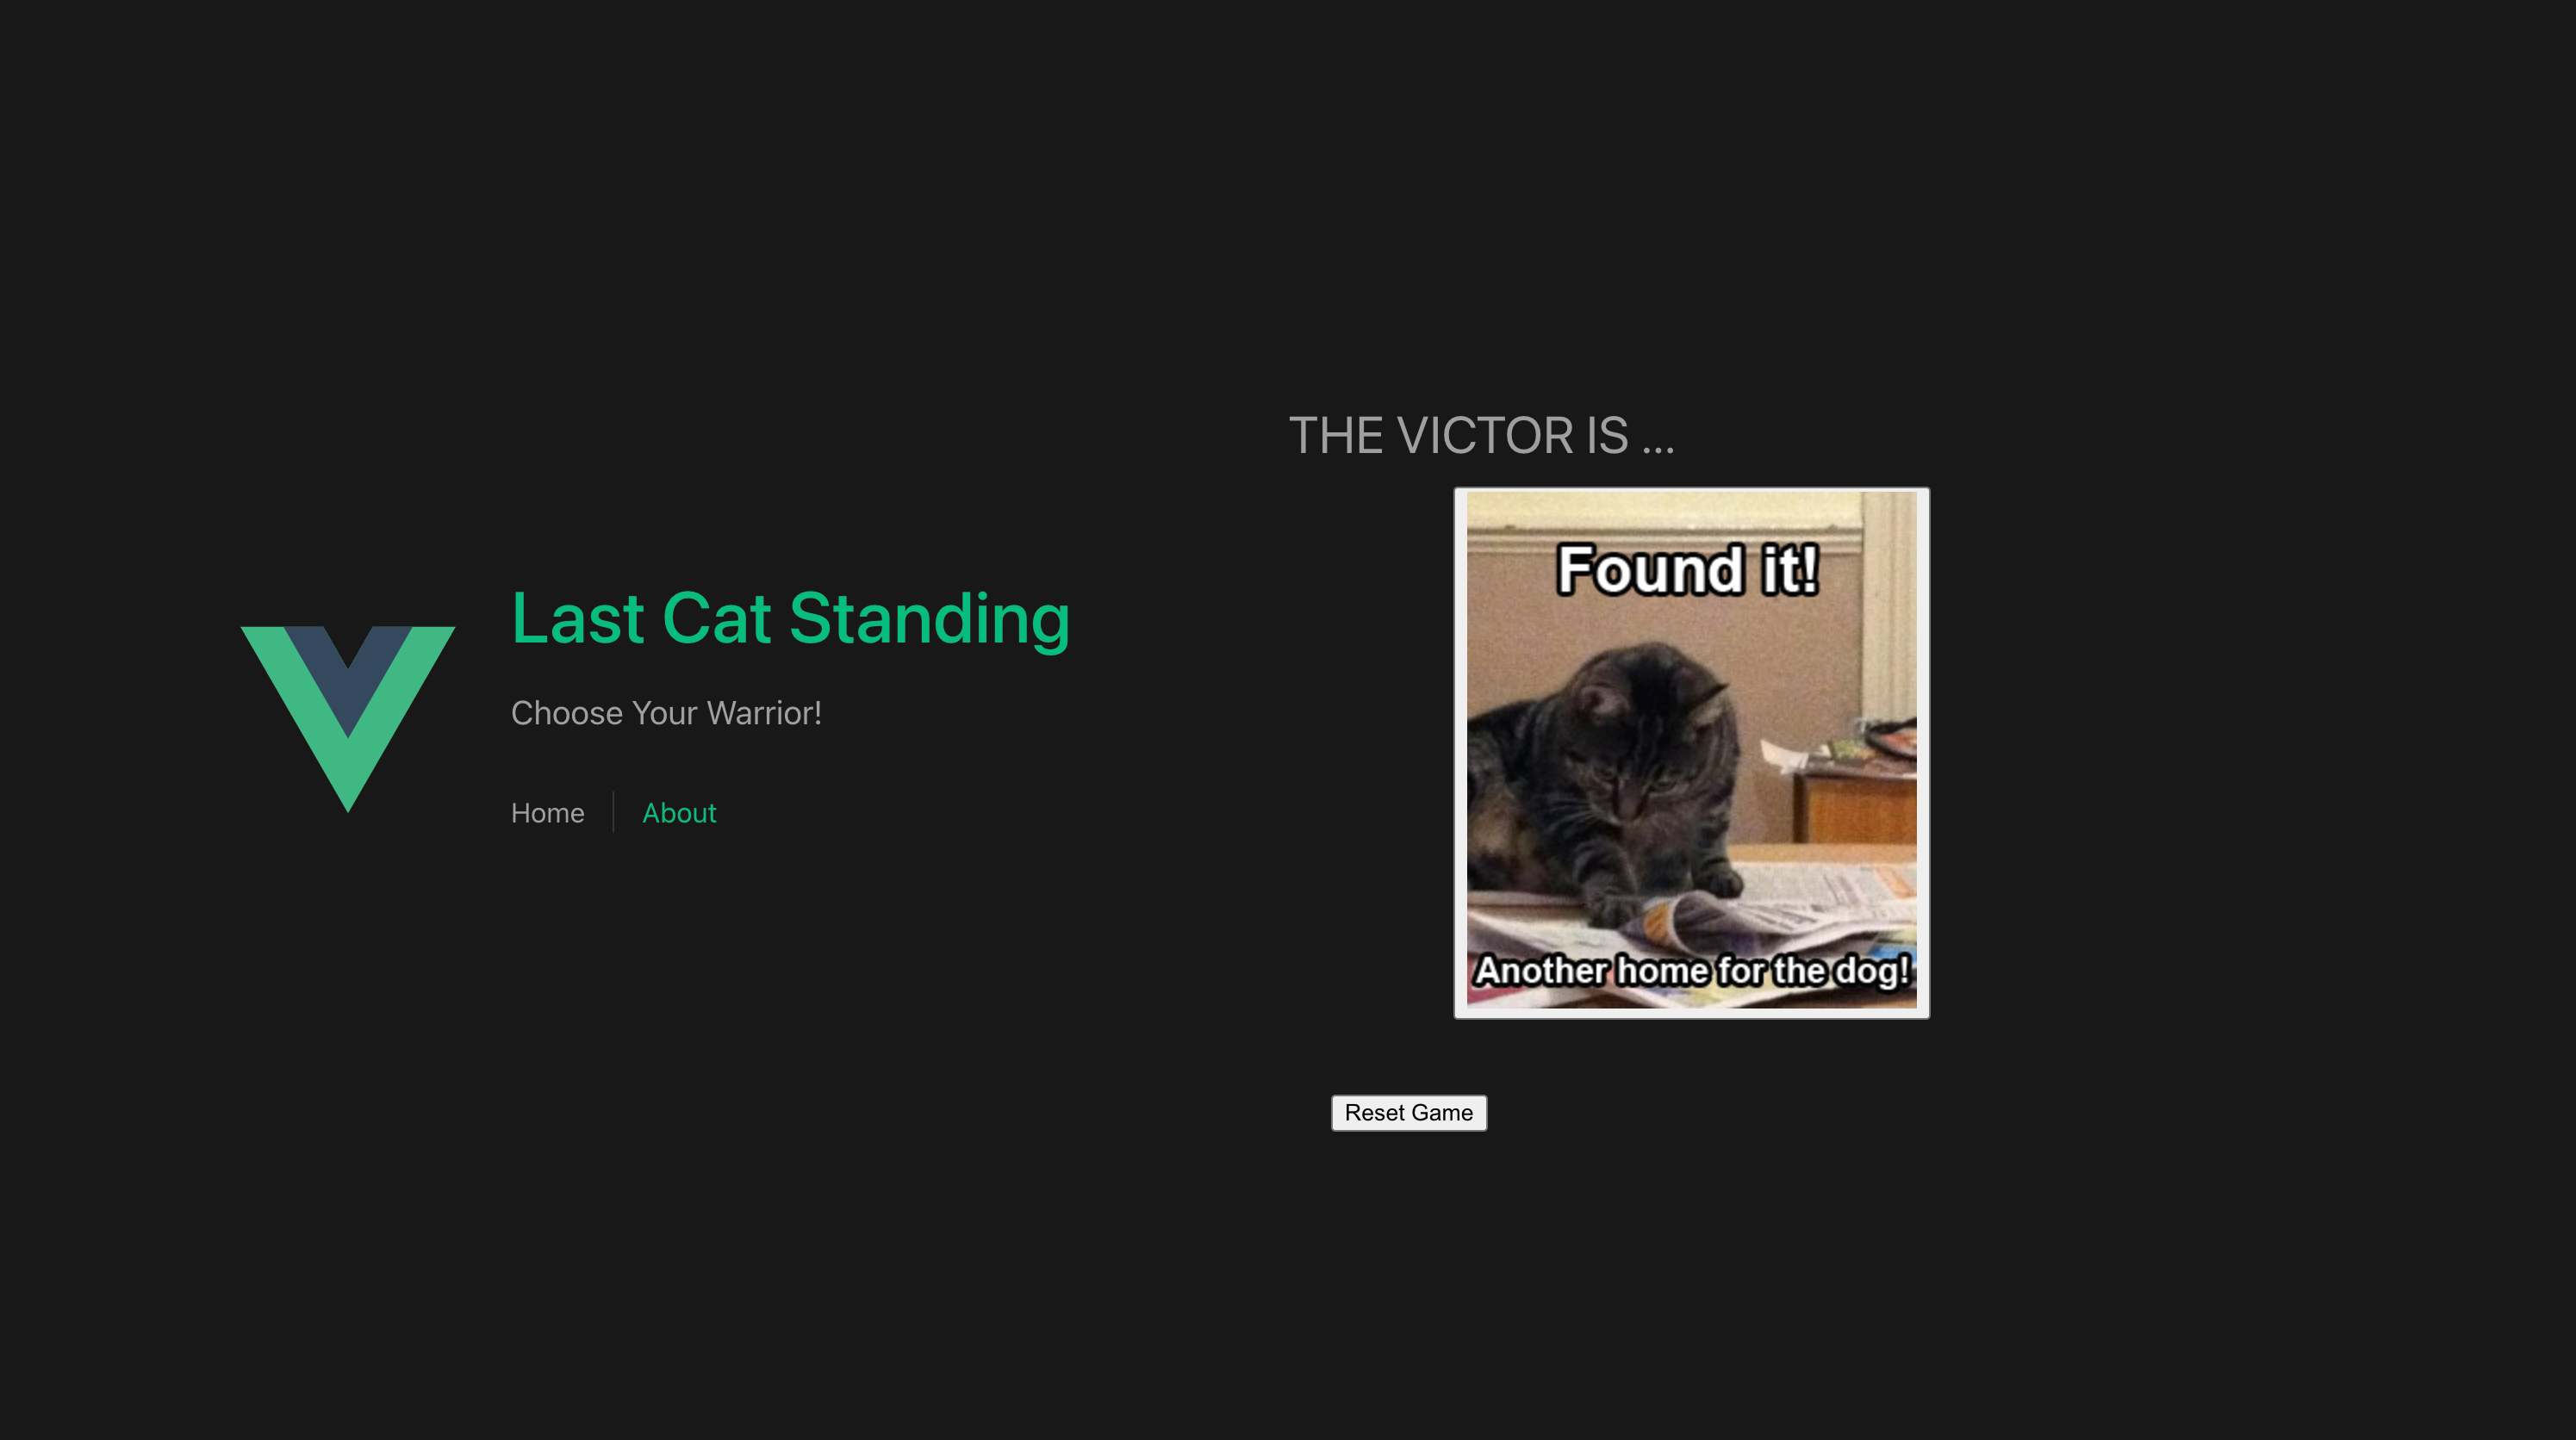 Last Cat Standing
Choose Your Warrior!
Home
About
THE VICTOR IS ...
Found it!
Another home for the dog!
Reset Game